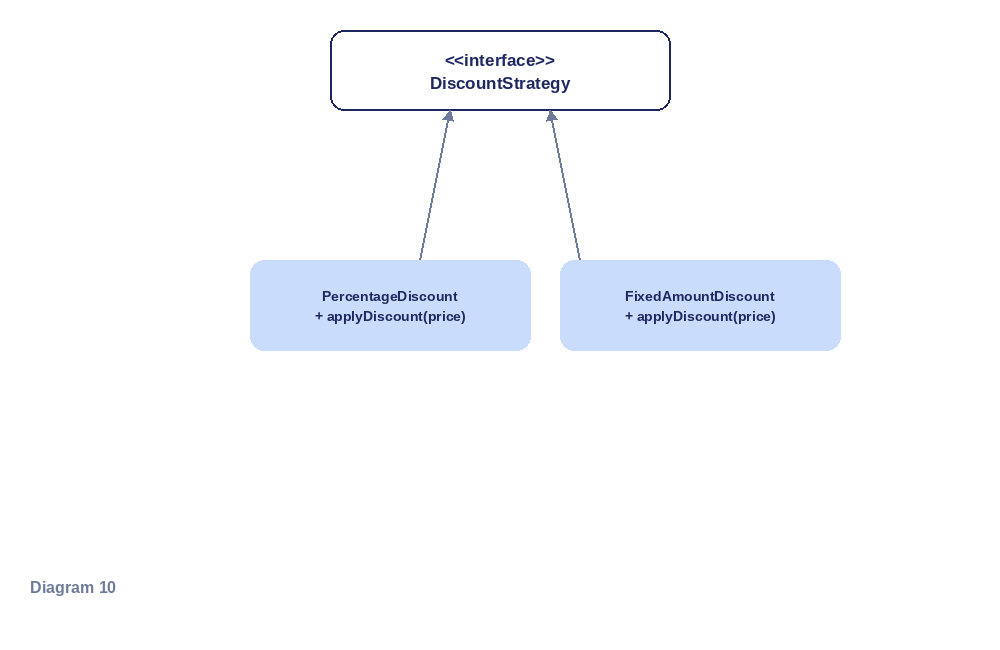 <<interface>>
DiscountStrategy
PercentageDiscount
+ applyDiscount(price)
FixedAmountDiscount
+ applyDiscount(price)
Diagram 10